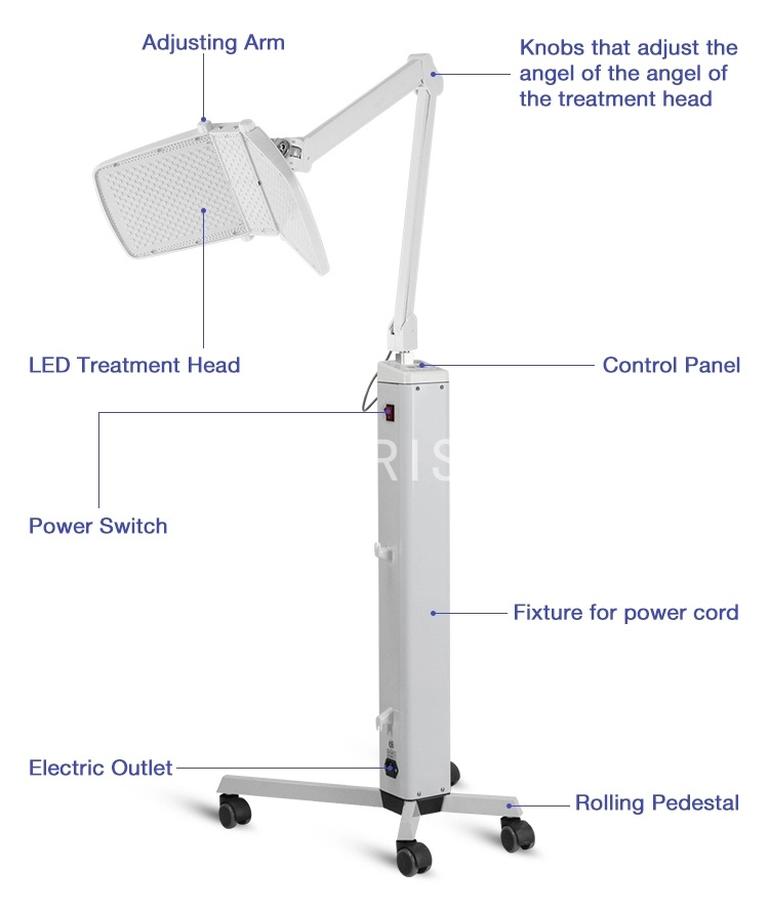 Adjusting Arm
Knobs that adjust the
angel of the angel of
the treatment head
LED Treatment Head
Control Panel
RIS
Power Switch
Fixture for power cord
Electric Outlet
Rolling Pedestal